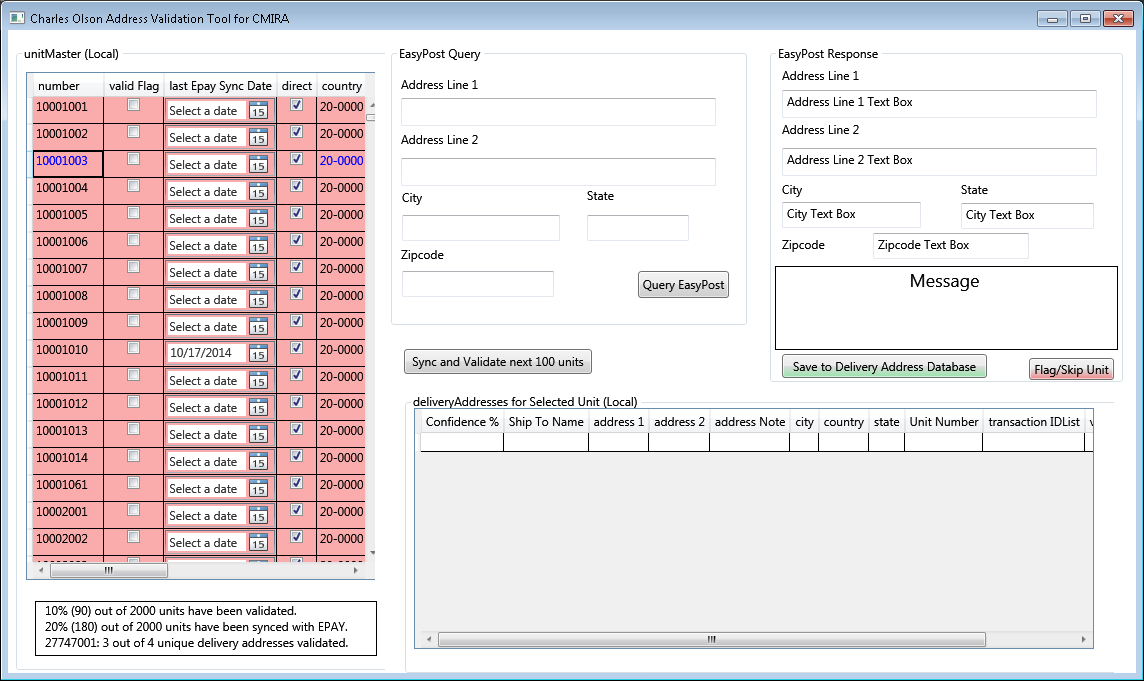 Charles Olson Address Validation Tool for CMIRA
unitMaster (Local)
number valid Flag last Epay Sync Date direct country
10001001 Select a date 15 20-0000
10001002 Select a date 15 20-0000
10001003 Select a date 15 20-0000
10001004 Select a date 15 20-0000
10001005 Select a date 15 20-0000
10001006 Select a date 15 20-0000
10001007 Select a date 15 20-0000
10001008 Select a date 15 20-0000
10001009 Select a date 15 20-0000
10001010 10/17/2014 15 20-0000
10001011 Select a date 15 20-0000
10001012 Select a date 15 20-0000
10001013 Select a date 15 20-0000
10001014 Select a date 15 20-0000
10001061 Select a date 15 20-0000
10002001 Select a date 15 20-0000
10002002 Select a date 15 20-0000
10% (90) out of 2000 units have been validated.
20% (180) out of 2000 units have been synced with EPAY.
27747001: 3 out of 4 unique delivery addresses validated.
EasyPost Query
Address Line 1
Address Line 2
City State
Zipcode
Query EasyPost
Sync and Validate next 100 units
EasyPost Response
Address Line 1
Address Line 1 Text Box
Address Line 2
Address Line 2 Text Box
City State
City Text Box City Text Box
Zipcode Zipcode Text Box
Message
Save to Delivery Address Database Flag/Skip Unit
deliveryAddresses for Selected Unit (Local)
Confidence % Ship To Name address 1 address 2 address Note city country state Unit Number transaction IDList